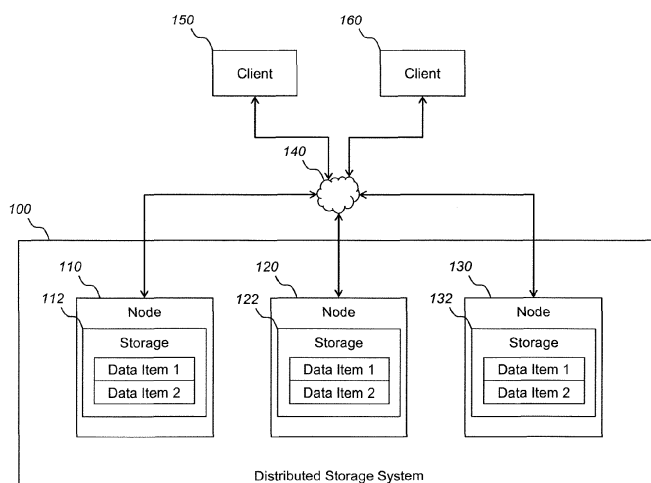 150
160
Client
Client
140
100
110
120
130
112
Node
122
Node
132
Node
Storage
Storage
Storage
Data Item 1
Data Item 1
Data Item 1
Data Item 2
Data Item 2
Data Item 2
Distributed Storage System